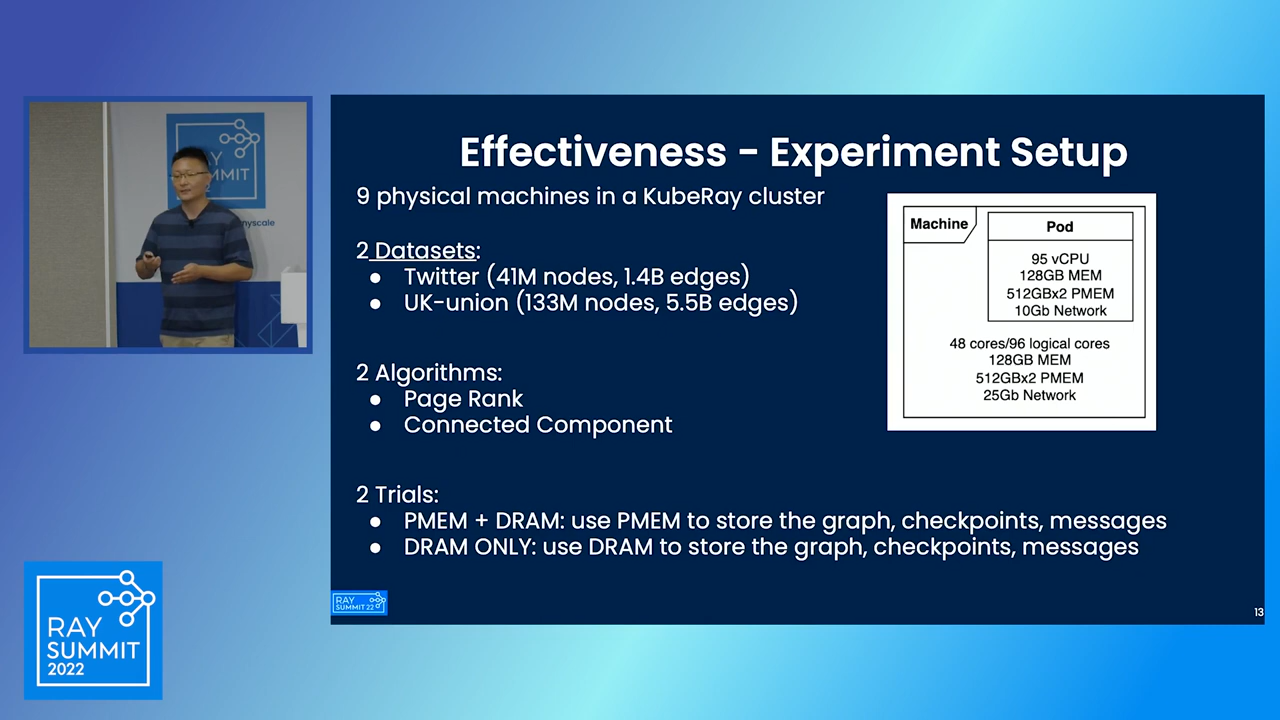 RAY
SUMMIT
anyscale
Effectiveness - Experiment Setup
9 physical machines in a KubeRay cluster
2 Datasets:
● Twitter (41M nodes, 1.4B edges)
● UK-union (133M nodes, 5.5B edges)
2 Algorithms:
● Page Rank
● Connected Component
2 Trials:
● PMEM + DRAM: use PMEM to store the graph, checkpoints, messages
● DRAM ONLY: use DRAM to store the graph, checkpoints, messages
Machine
Pod
95 vCPU
128GB MEM
512GBx2 PMEM
10Gb Network
48 cores/96 logical cores
128GB MEM
512GBx2 PMEM
25Gb Network
RAY
SUMMIT 22
13
RAY
SUMMIT
2022